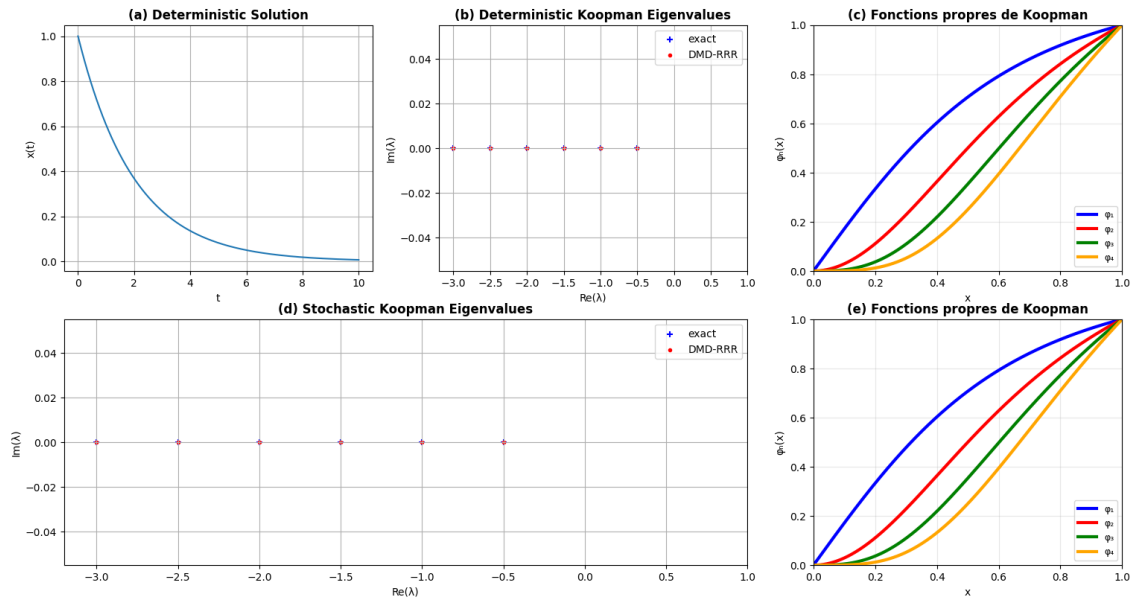 (a) Deterministic Solution
x(t)
1.0
0.8
0.6
0.4
0.2
0.0
0 2 4 6 8 10
t
(b) Deterministic Koopman Eigenvalues
exact
DMD-RRR
Im(λ)
0.04
0.02
0.00
−0.02
−0.04
−3.0 −2.5 −2.0 −1.5 −1.0 −0.5 0.0 0.5 1.0
Re(λ)
(c) Fonctions propres de Koopman
φₙ(x)
1.0
0.8
0.6
0.4
0.2
0.0
φ₁
φ₂
φ₃
φ₄
0.0 0.2 0.4 0.6 0.8 1.0
x
(d) Stochastic Koopman Eigenvalues
exact
DMD-RRR
Im(λ)
0.04
0.02
0.00
−0.02
−0.04
−3.0 −2.5 −2.0 −1.5 −1.0 −0.5 0.0 0.5 1.0
Re(λ)
(e) Fonctions propres de Koopman
φₙ(x)
1.0
0.8
0.6
0.4
0.2
0.0
φ₁
φ₂
φ₃
φ₄
0.0 0.2 0.4 0.6 0.8 1.0
x